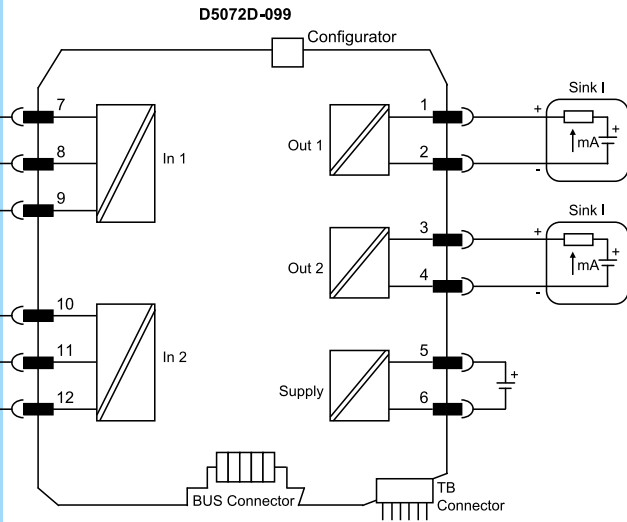 D5072D-099
Configurator
7
8
9
In 1
10
11
12
In 2
Out 1
1
2
Sink I
+
mA
+
-
Out 2
3
4
Sink I
+
mA
+
-
Supply
5
6
+
BUS Connector
TB
Connector